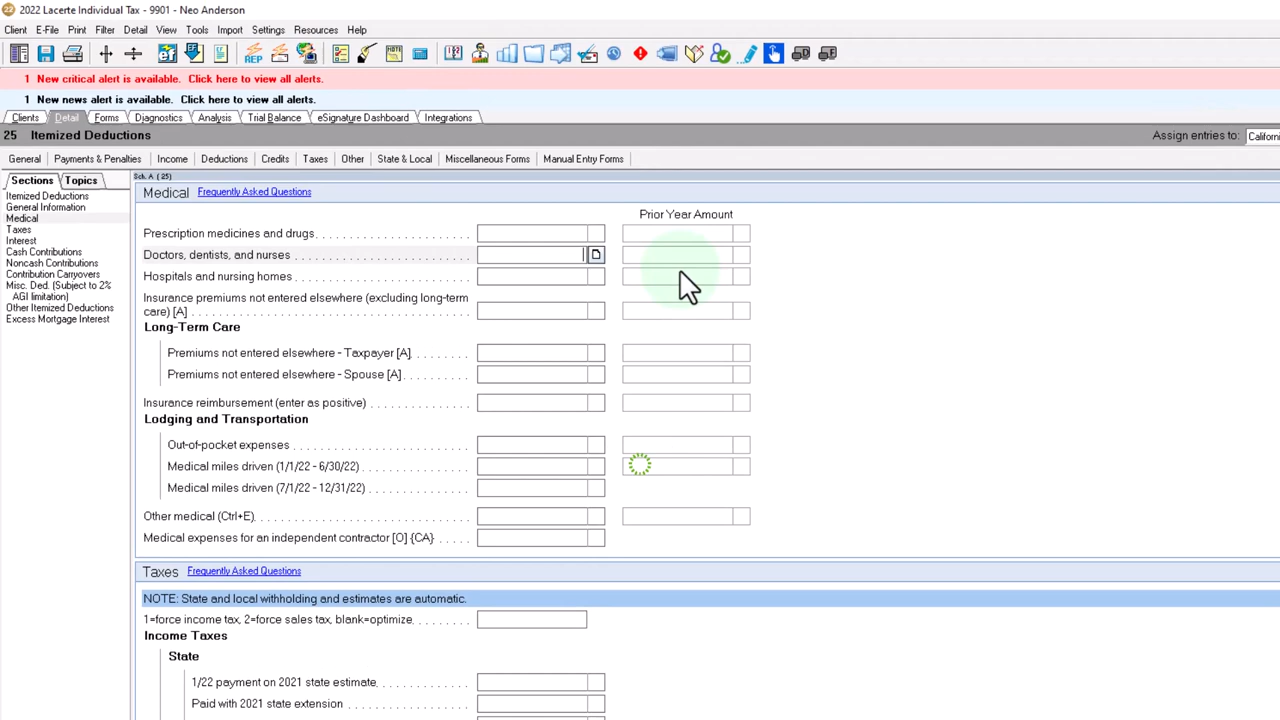 2022 Lacerte Individual Tax - 9901 - Neo Anderson
Client E-File Print Filter Detail View Tools Import Settings Resources Help
1 New critical alert is available. Click here to view all alerts.
1 New news alert is available. Click here to view all alerts.
Clients Detail Forms Diagnostics Analysis Trial Balance eSignature Dashboard Integrations
25 Itemized Deductions Assign entries to: Californi
General Payments & Penalties Income Deductions Credits Taxes Other State & Local Miscellaneous Forms Manual Entry Forms
Sections Topics
Itemized Deductions
General Information
Medical
Taxes
Interest
Cash Contributions
Noncash Contributions
Contribution Carryovers
Misc. Ded. (Subject to 2%
AGI limitation)
Other Itemized Deductions
Excess Mortgage Interest
Sch. A (25)
Medical Frequently Asked Questions
Prior Year Amount
Prescription medicines and drugs
Doctors, dentists, and nurses
Hospitals and nursing homes
Insurance premiums not entered elsewhere (excluding long-term
care) [A]
Long-Term Care
Premiums not entered elsewhere - Taxpayer [A]
Premiums not entered elsewhere - Spouse [A]
Insurance reimbursement (enter as positive)
Lodging and Transportation
Out-of-pocket expenses
Medical miles driven (1/1/22 - 6/30/22)
Medical miles driven (7/1/22 - 12/31/22)
Other medical (Ctrl+E)
Medical expenses for an independent contractor [O] {CA}
Taxes Frequently Asked Questions
NOTE: State and local withholding and estimates are automatic.
1=force income tax, 2=force sales tax, blank=optimize
Income Taxes
State
1/22 payment on 2021 state estimate
Paid with 2021 state extension